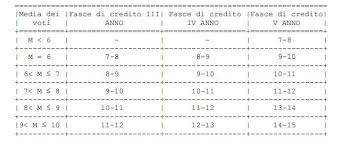 |Media dei |Fasce di credito III| Fasce di credito |Fasce di credito|
| voti | ANNO | IV ANNO | V ANNO |
| M < 6 | ~ | ~ | 7-8 |
| M = 6 | 7-8 | 8-9 | 9-10 |
| 6< M ≤ 7 | 8-9 | 9-10 | 10-11 |
| 7< M ≤ 8 | 9-10 | 10-11 | 11-12 |
| 8< M ≤ 9 | 10-11 | 11-12 | 13-14 |
|9< M ≤ 10 | 11-12 | 12-13 | 14-15 |